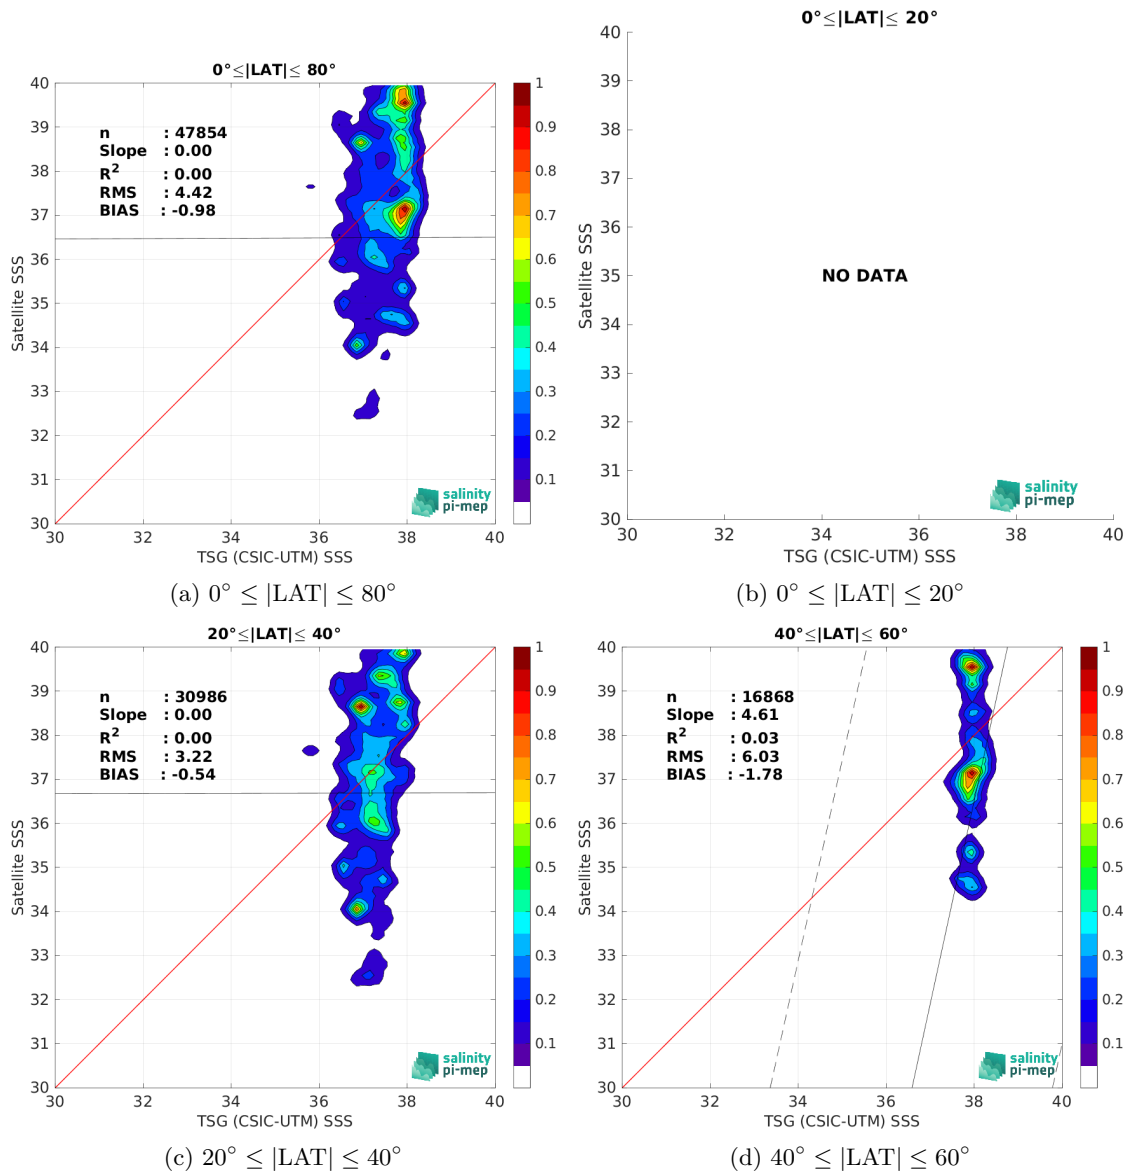 0°≤|LAT|≤ 80°
n : 47854
Slope : 0.00
R² : 0.00
RMS : 4.42
BIAS : -0.98
Satellite SSS
40
39
38
37
36
35
34
33
32
31
30
30 32 34 36 38 40
TSG (CSIC-UTM) SSS
1
0.9
0.8
0.7
0.6
0.5
0.4
0.3
0.2
0.1
salinity
pi-mep
(a) 0° ≤ |LAT| ≤ 80°
0°≤|LAT|≤ 20°
NO DATA
Satellite SSS
40
39
38
37
36
35
34
33
32
31
30
30 32 34 36 38 40
TSG (CSIC-UTM) SSS
salinity
pi-mep
(b) 0° ≤ |LAT| ≤ 20°
20°≤|LAT|≤ 40°
n : 30986
Slope : 0.00
R² : 0.00
RMS : 3.22
BIAS : -0.54
Satellite SSS
40
39
38
37
36
35
34
33
32
31
30
30 32 34 36 38 40
TSG (CSIC-UTM) SSS
1
0.9
0.8
0.7
0.6
0.5
0.4
0.3
0.2
0.1
salinity
pi-mep
(c) 20° ≤ |LAT| ≤ 40°
40°≤|LAT|≤ 60°
n : 16868
Slope : 4.61
R² : 0.03
RMS : 6.03
BIAS : -1.78
Satellite SSS
40
39
38
37
36
35
34
33
32
31
30
30 32 34 36 38 40
TSG (CSIC-UTM) SSS
1
0.9
0.8
0.7
0.6
0.5
0.4
0.3
0.2
0.1
salinity
pi-mep
(d) 40° ≤ |LAT| ≤ 60°